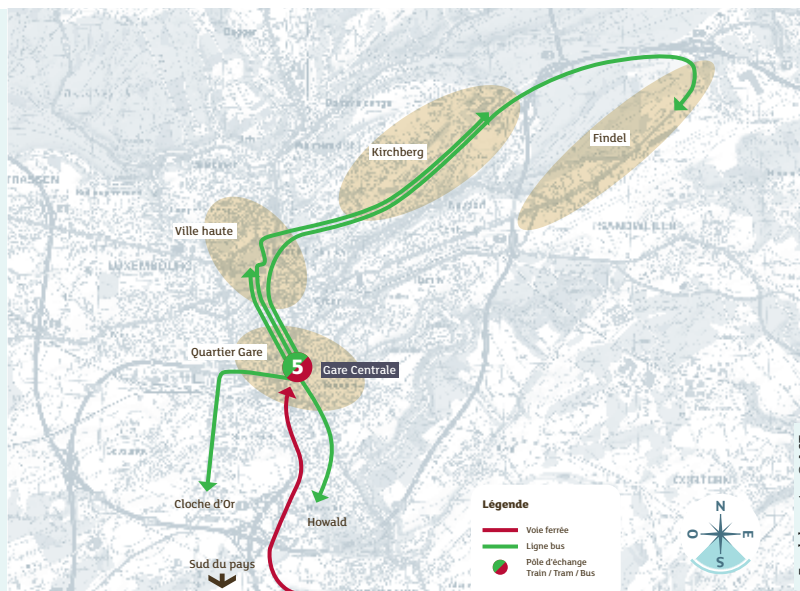 Kirchberg
Findel
Ville haute
Quartier Gare
5
Gare Centrale
Cloche d'Or
Howald
Sud du pays
Légende
Voie ferrée
Ligne bus
Pôle d'échange
Train / Tram / Bus
N
O
E
S
LUXEMBOURG